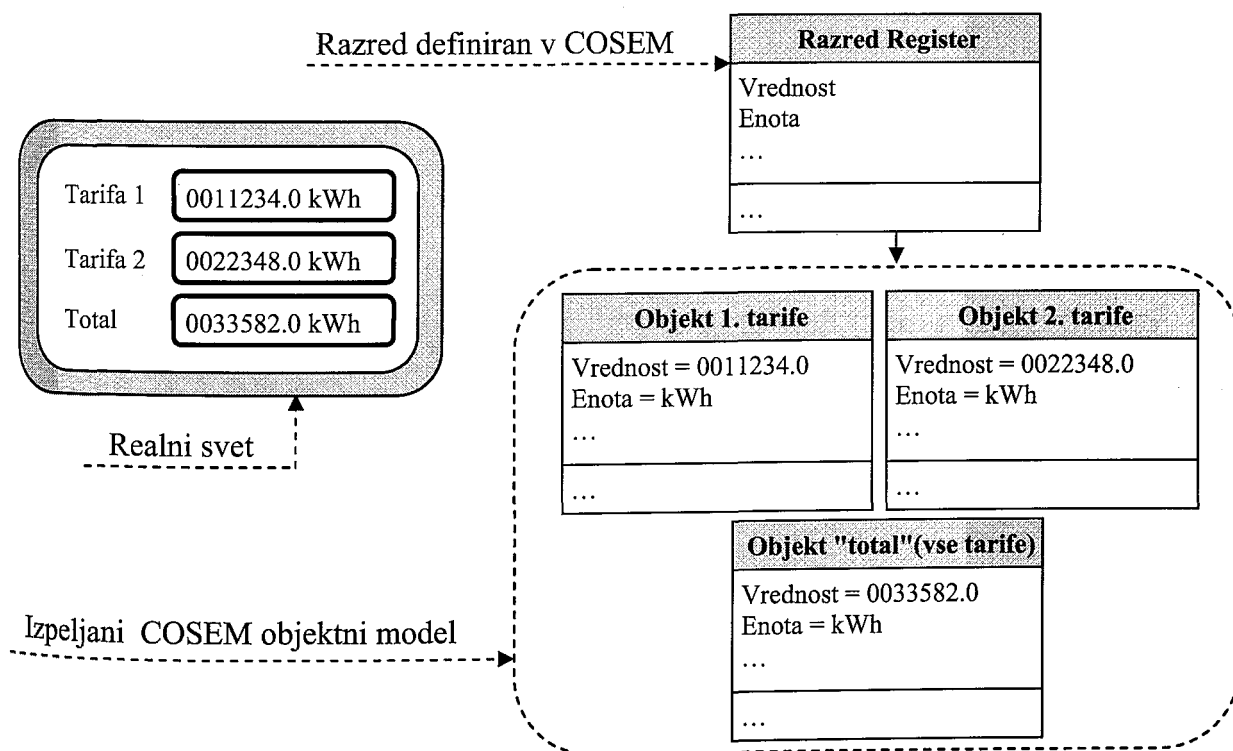 Razred definiran v COSEM
Razred Register
Vrednost
Enota
...
...
Tarifa 1
0011234.0 kWh
Tarifa 2
0022348.0 kWh
Total
0033582.0 kWh
Realni svet
Objekt 1. tarife
Vrednost = 0011234.0
Enota = kWh
...
...
Objekt 2. tarife
Vrednost = 0022348.0
Enota = kWh
...
...
Objekt "total"(vse tarife)
Vrednost = 0033582.0
Enota = kWh
...
...
Izpeljani COSEM objektni model